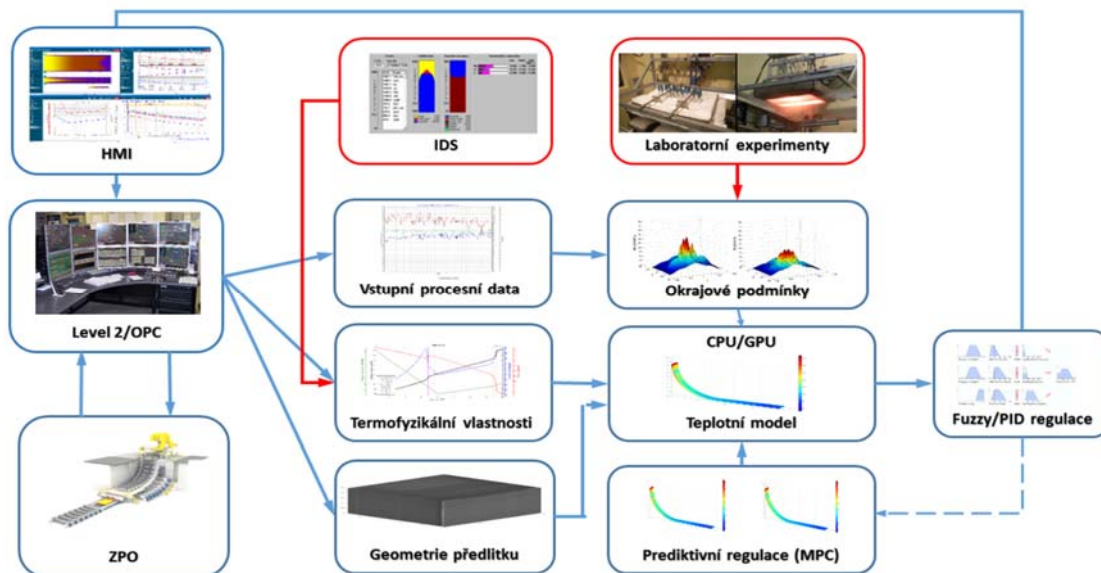 HMI
IDS
Laboratorní experimenty
Level 2/OPC
Vstupní procesní data
Okrajové podmínky
CPU/GPU
Termofyzikální vlastnosti
Teplotní model
Fuzzy/PID regulace
ZPO
Geometrie předlitku
Prediktivní regulace (MPC)